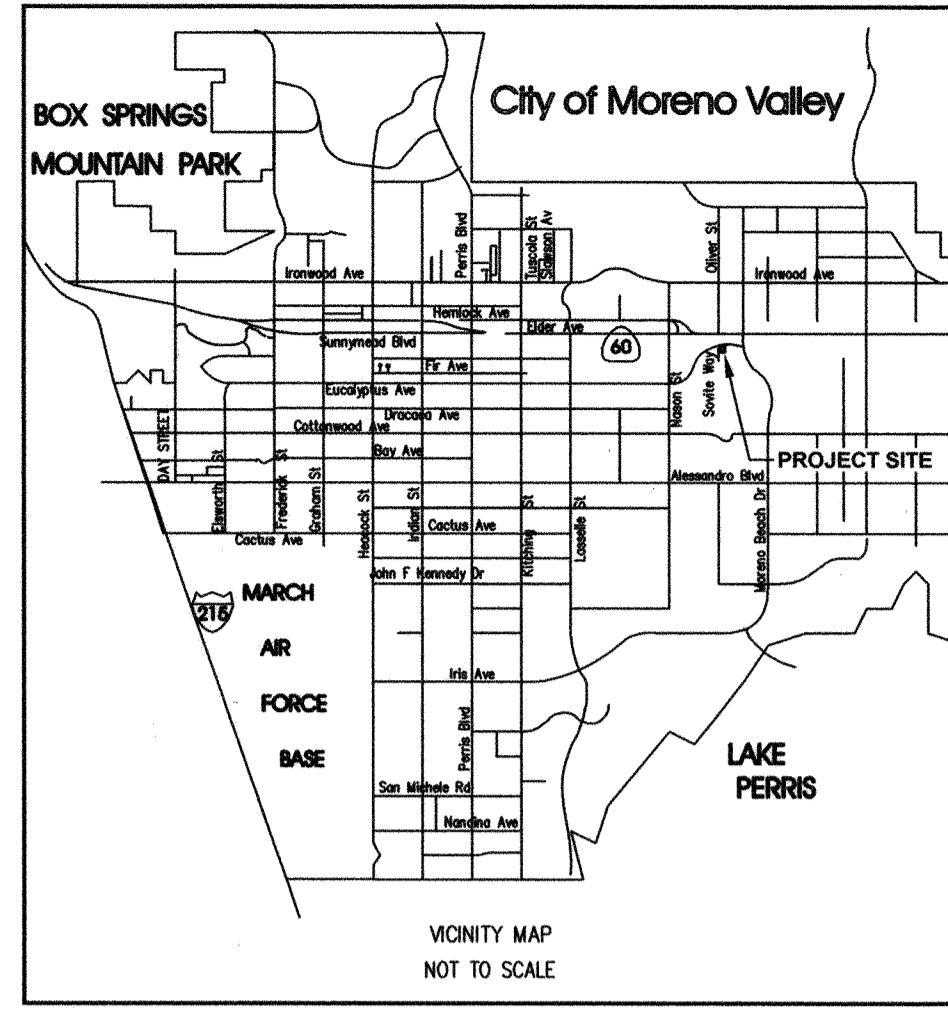 City of Moreno Valley
BOX SPRINGS
MOUNTAIN PARK
Perris Blvd
Tuscola St
Slawson Av
Oliver St
Ironwood Ave
Ironwood Ave
Hemlock Ave
Elder Ave
Sunnymead Blvd
60
Fir Ave
Eucalyptus Ave
Nason St
Sovite Way
Dracaea Ave
Cottonwood Ave
DAY STREET
Bay Ave
PROJECT SITE
Alessandro Blvd
Elsworth St
Frederick St
Graham St
Heacock St
Indian St
Cactus Ave
Cactus Ave
Kitching St
Lasselle St
Moreno Beach Dr
John F Kennedy Dr
215
MARCH
AIR
FORCE
BASE
Iris Ave
Perris Blvd
LAKE
PERRIS
San Michele Rd
Nandina Ave
VICINITY MAP
NOT TO SCALE